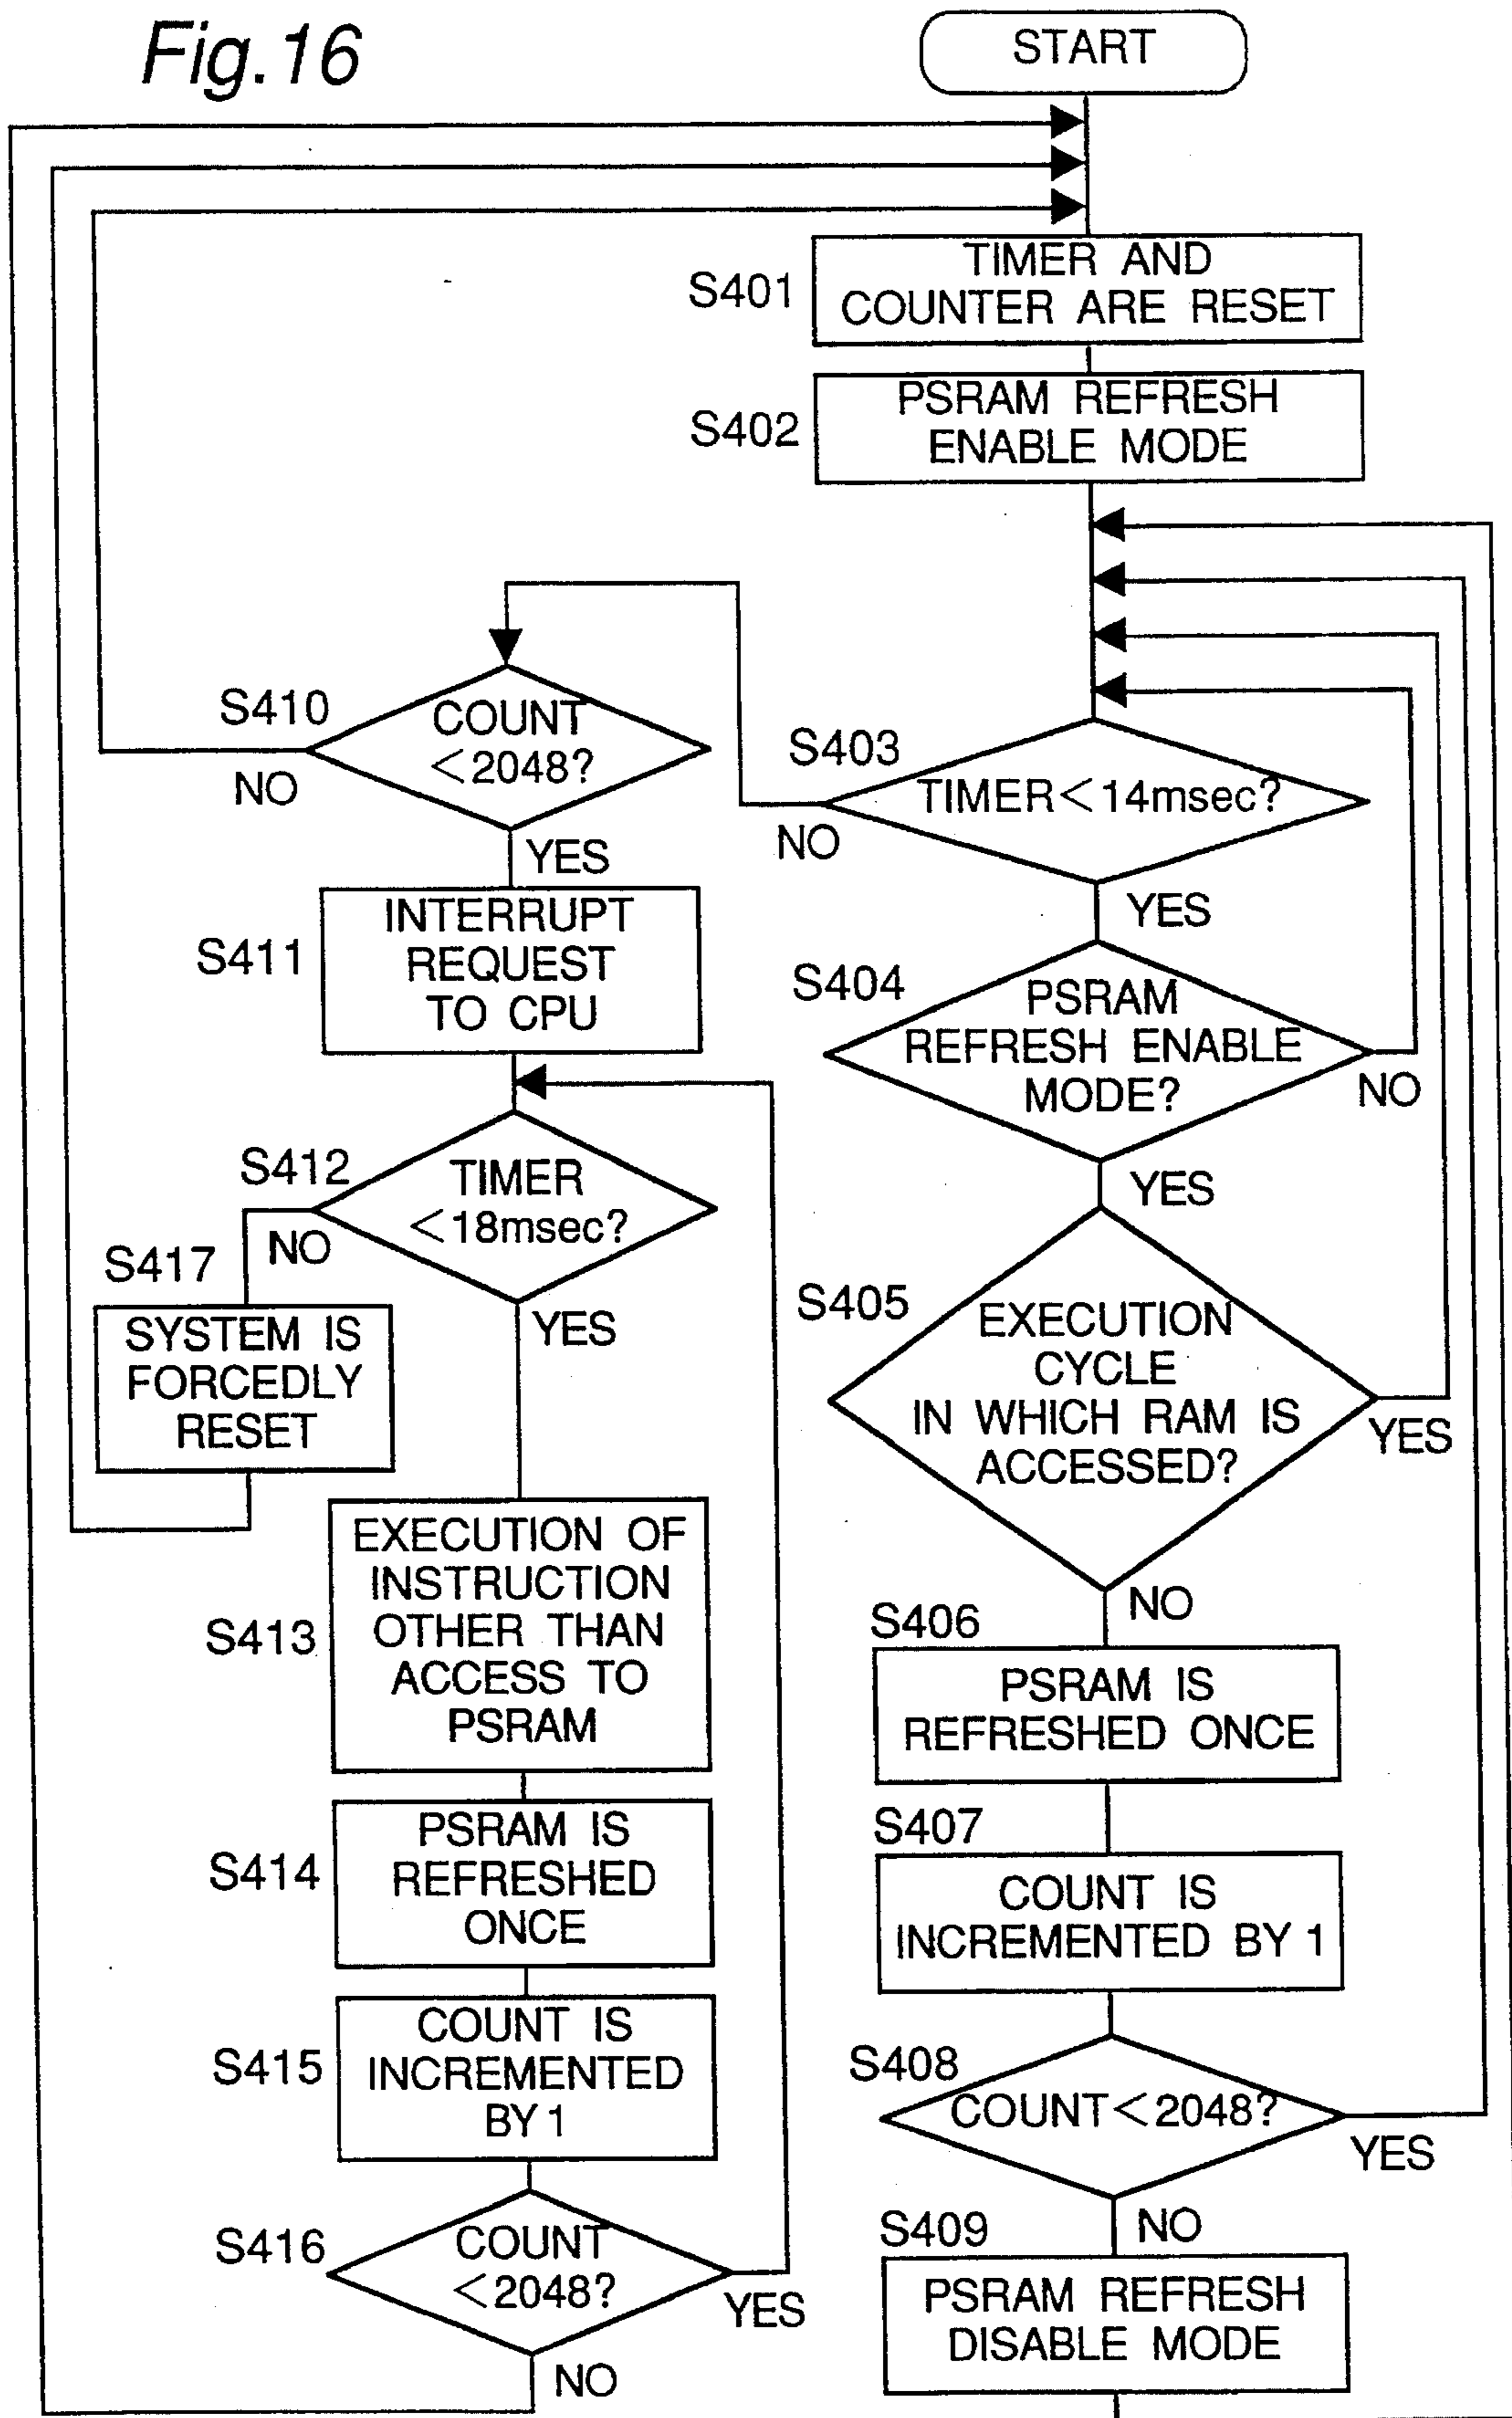 Fig.16
START
S401
TIMER AND
COUNTER ARE RESET
S402
PSRAM REFRESH
ENABLE MODE
S403
TIMER<14msec?
NO
YES
S404
PSRAM
REFRESH ENABLE
MODE?
NO
YES
S405
EXECUTION
CYCLE
IN WHICH RAM IS
ACCESSED?
YES
NO
S406
PSRAM IS
REFRESHED ONCE
S407
COUNT IS
INCREMENTED BY 1
S408
COUNT<2048?
YES
NO
S409
PSRAM REFRESH
DISABLE MODE
S410
COUNT
<2048?
NO
YES
S411
INTERRUPT
REQUEST
TO CPU
S412
TIMER
<18msec?
NO
YES
S417
SYSTEM IS
FORCEDLY
RESET
S413
EXECUTION OF
INSTRUCTION
OTHER THAN
ACCESS TO
PSRAM
S414
PSRAM IS
REFRESHED
ONCE
S415
COUNT IS
INCREMENTED
BY 1
S416
COUNT
<2048?
YES
NO